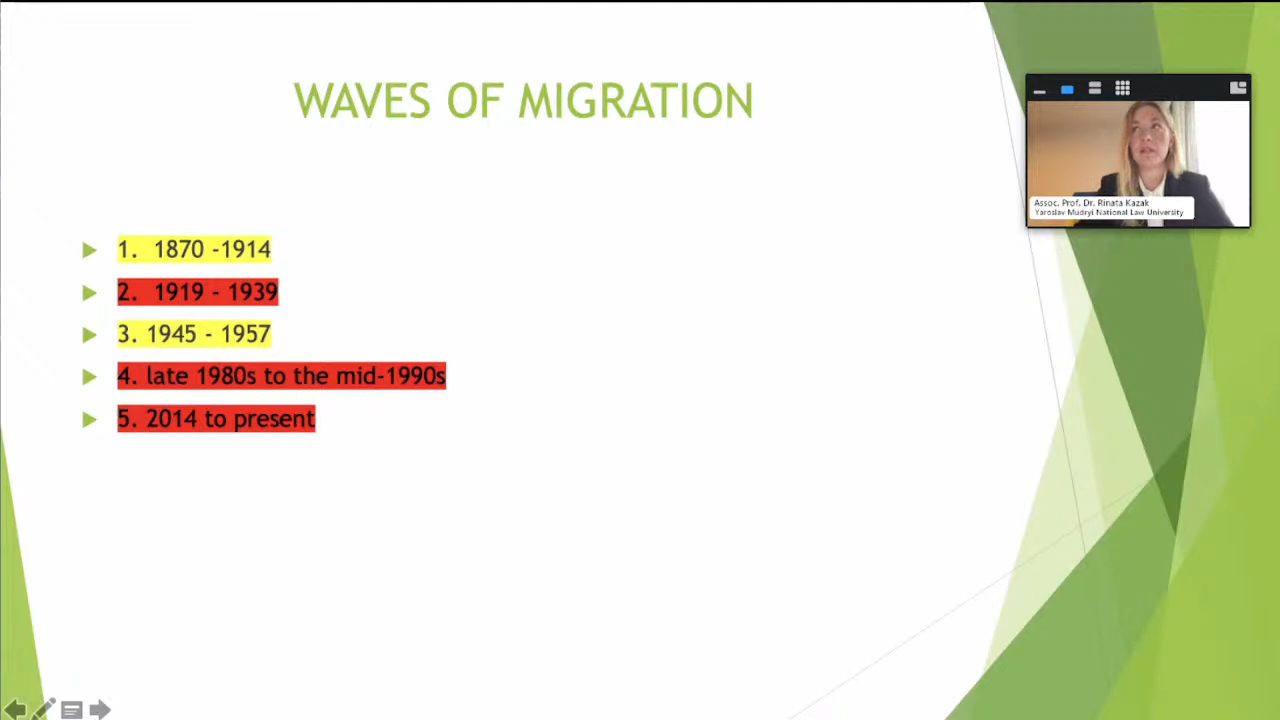 WAVES OF MIGRATION
1. 1870 -1914
2. 1919 - 1939
3. 1945 - 1957
4. late 1980s to the mid-1990s
5. 2014 to present
Assoc. Prof. Dr. Rinata Kazak
Yaroslav Mudryi National Law University